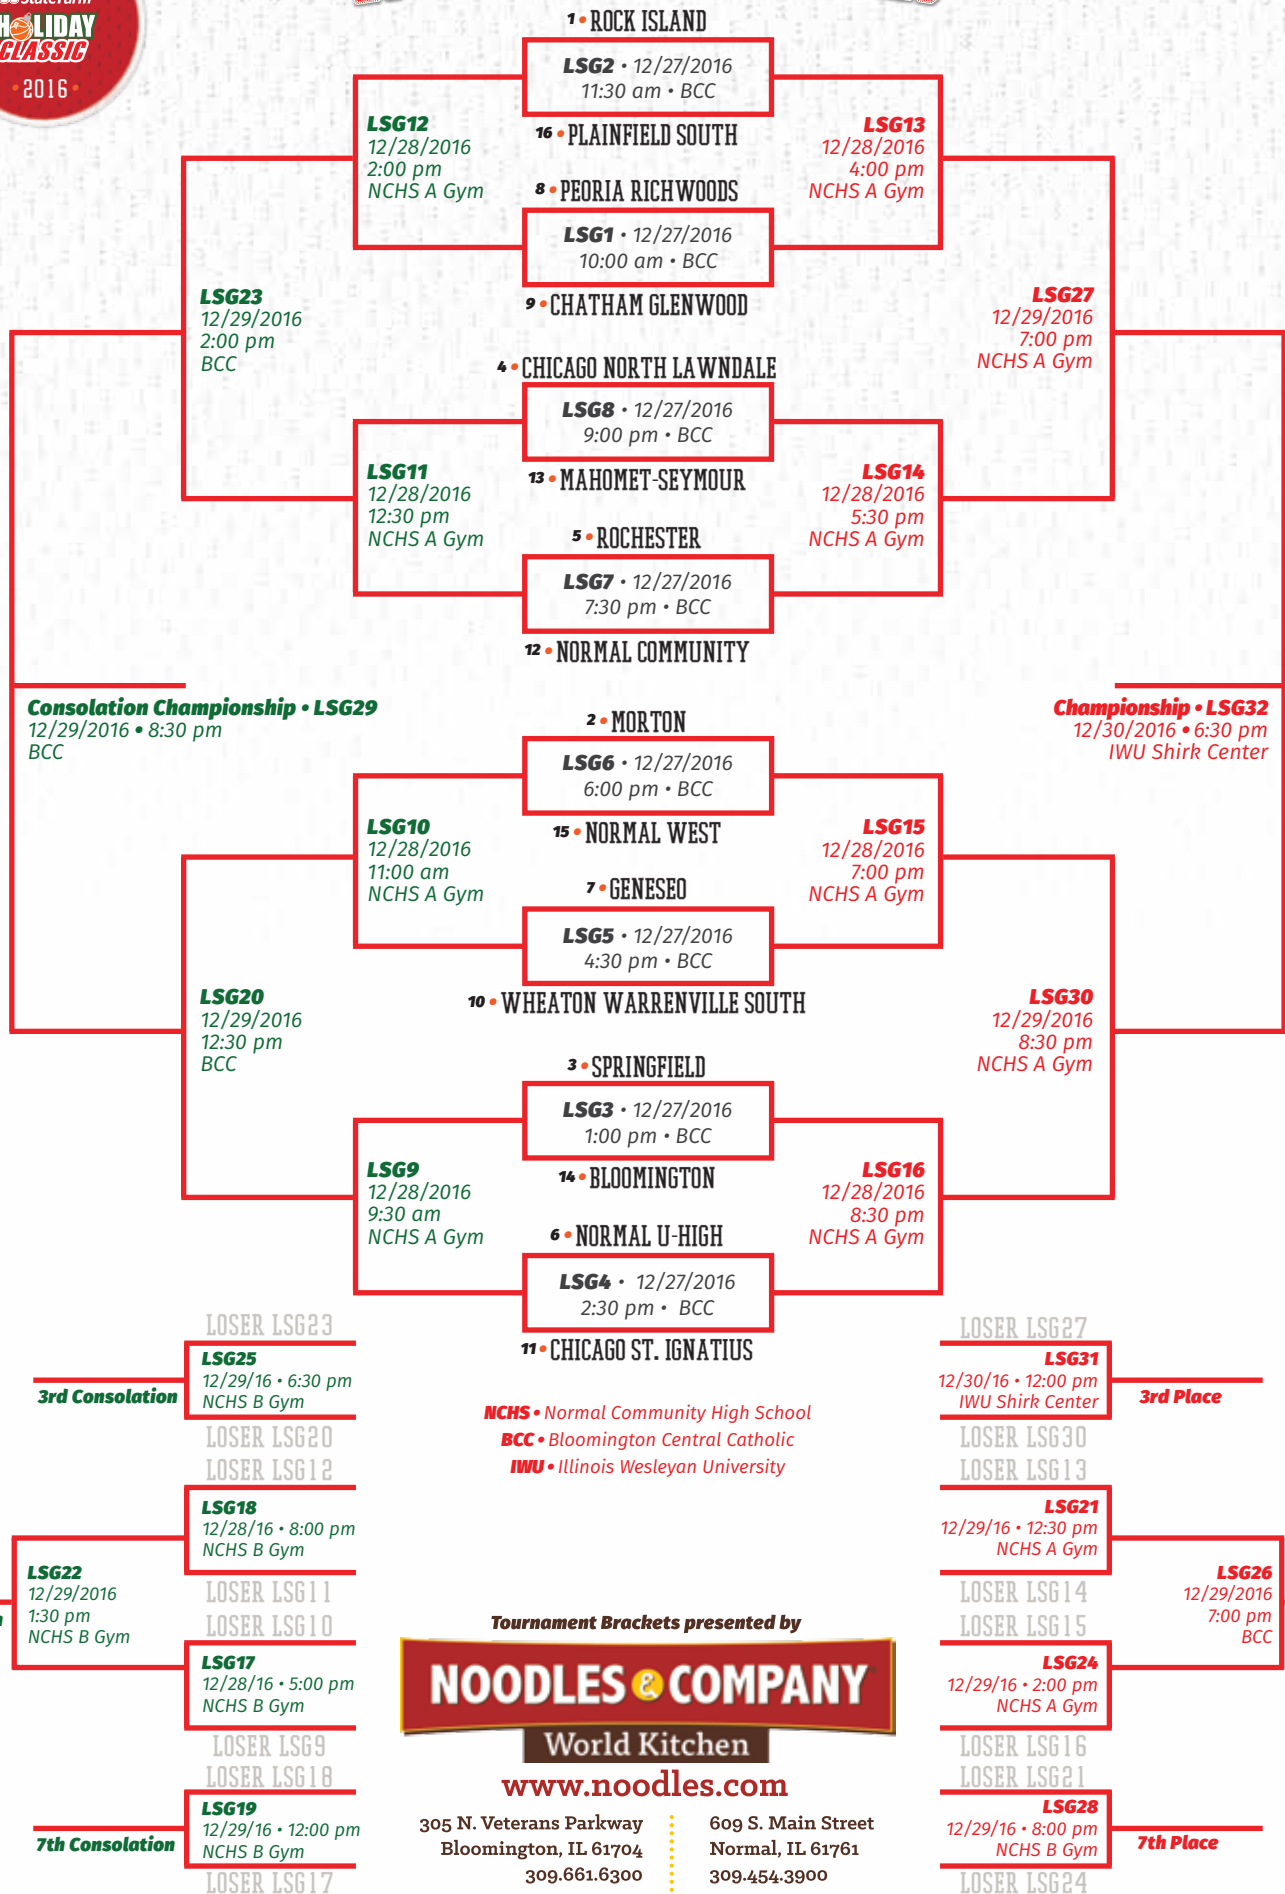 HOLIDAY
CLASSIC
• 2016 •
1 • ROCK ISLAND
LSG2 • 12/27/2016
11:30 am • BCC
16 • PLAINFIELD SOUTH
LSG12
12/28/2016
2:00 pm
NCHS A Gym
LSG13
12/28/2016
4:00 pm
NCHS A Gym
8 • PEORIA RICHWOODS
LSG1 • 12/27/2016
10:00 am • BCC
9 • CHATHAM GLENWOOD
LSG23
12/29/2016
2:00 pm
BCC
LSG27
12/29/2016
7:00 pm
NCHS A Gym
4 • CHICAGO NORTH LAWNDALE
LSG8 • 12/27/2016
9:00 pm • BCC
13 • MAHOMET-SEYMOUR
LSG11
12/28/2016
12:30 pm
NCHS A Gym
LSG14
12/28/2016
5:30 pm
NCHS A Gym
5 • ROCHESTER
LSG7 • 12/27/2016
7:30 pm • BCC
12 • NORMAL COMMUNITY
Consolation Championship • LSG29
12/29/2016 • 8:30 pm
BCC
Championship • LSG32
12/30/2016 • 6:30 pm
IWU Shirk Center
2 • MORTON
LSG6 • 12/27/2016
6:00 pm • BCC
15 • NORMAL WEST
LSG10
12/28/2016
11:00 am
NCHS A Gym
LSG15
12/28/2016
7:00 pm
NCHS A Gym
7 • GENESEO
LSG5 • 12/27/2016
4:30 pm • BCC
10 • WHEATON WARRENVILLE SOUTH
LSG20
12/29/2016
12:30 pm
BCC
LSG30
12/29/2016
8:30 pm
NCHS A Gym
3 • SPRINGFIELD
LSG3 • 12/27/2016
1:00 pm • BCC
14 • BLOOMINGTON
LSG9
12/28/2016
9:30 am
NCHS A Gym
LSG16
12/28/2016
8:30 pm
NCHS A Gym
6 • NORMAL U-HIGH
LSG4 • 12/27/2016
2:30 pm • BCC
11 • CHICAGO ST. IGNATIUS
LOSER LSG23
LSG25
12/29/16 • 6:30 pm
NCHS B Gym
3rd Consolation
LOSER LSG20
LOSER LSG27
LSG31
12/30/16 • 12:00 pm
IWU Shirk Center
3rd Place
LOSER LSG30
NCHS • Normal Community High School
BCC • Bloomington Central Catholic
IWU • Illinois Wesleyan University
LOSER LSG12
LSG18
12/28/16 • 8:00 pm
NCHS B Gym
LOSER LSG11
LSG22
12/29/2016
1:30 pm
NCHS B Gym
LOSER LSG10
LSG17
12/28/16 • 5:00 pm
NCHS B Gym
LOSER LSG9
LOSER LSG13
LSG21
12/29/16 • 12:30 pm
NCHS A Gym
LOSER LSG14
LSG26
12/29/2016
7:00 pm
BCC
LOSER LSG15
LSG24
12/29/16 • 2:00 pm
NCHS A Gym
LOSER LSG16
LOSER LSG18
LSG19
12/29/16 • 12:00 pm
NCHS B Gym
7th Consolation
LOSER LSG17
LOSER LSG21
LSG28
12/29/16 • 8:00 pm
NCHS B Gym
7th Place
LOSER LSG24
Tournament Brackets presented by
NOODLES & COMPANY
World Kitchen
www.noodles.com
305 N. Veterans Parkway
Bloomington, IL 61704
309.661.6300
609 S. Main Street
Normal, IL 61761
309.454.3900